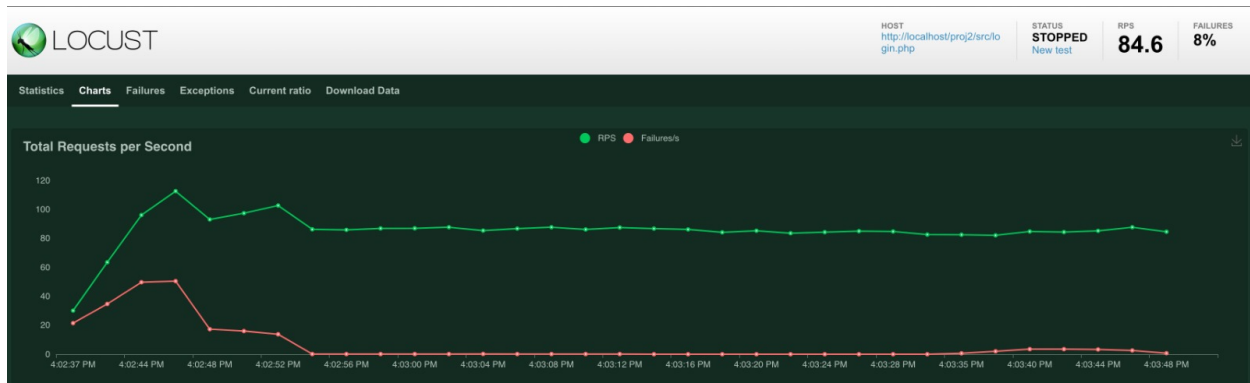 LOCUST
HOST
http://localhost/proj2/src/lo
gin.php
STATUS
STOPPED
New test
RPS
84.6
FAILURES
8%
Statistics Charts Failures Exceptions Current ratio Download Data
Total Requests per Second
RPS Failures/s
120
100
80
60
40
20
0
4:02:37 PM 4:02:44 PM 4:02:48 PM 4:02:52 PM 4:02:56 PM 4:03:00 PM 4:03:04 PM 4:03:08 PM 4:03:12 PM 4:03:16 PM 4:03:20 PM 4:03:24 PM 4:03:28 PM 4:03:35 PM 4:03:40 PM 4:03:44 PM 4:03:48 PM